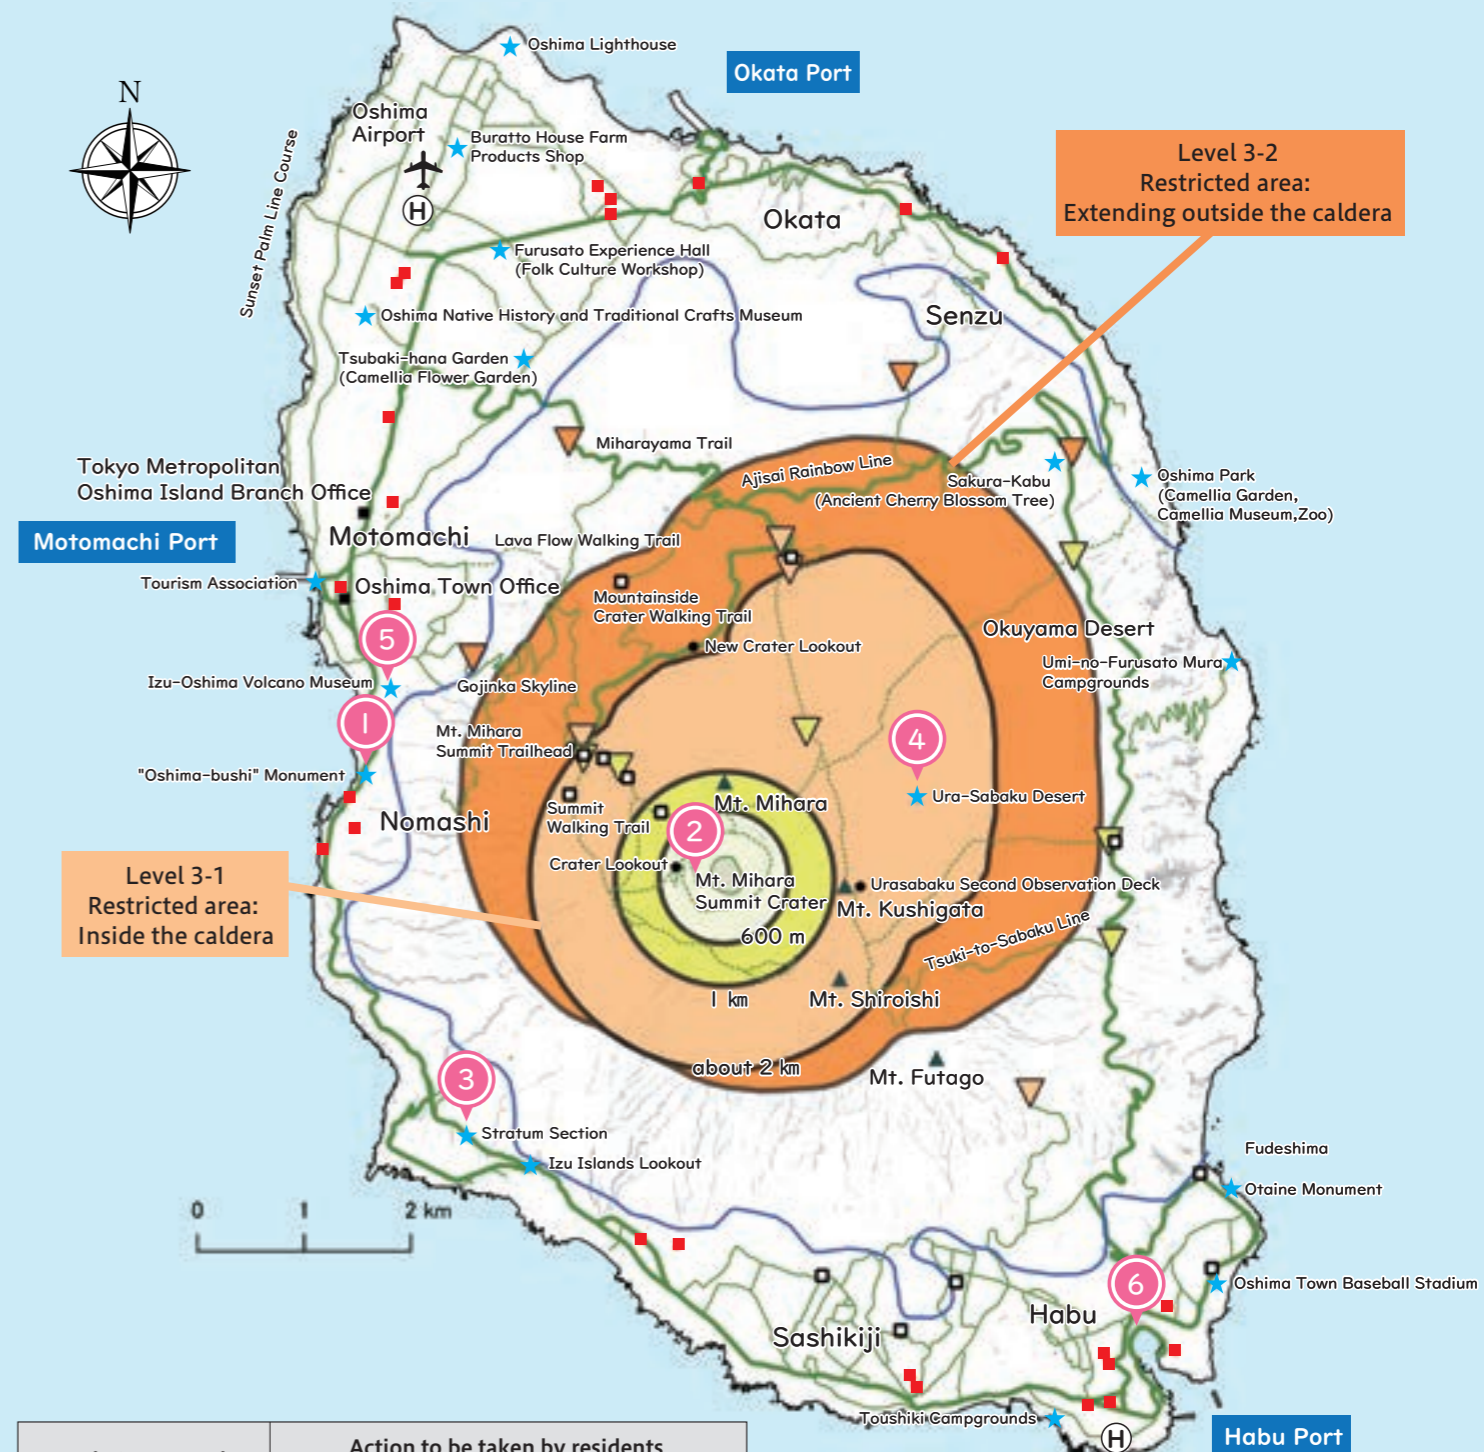 Oshima Lighthouse
Okata Port
N
Oshima
Airport
Buratto House Farm
Products Shop
H
Level 3-2
Restricted area:
Extending outside the caldera
Sunset Palm Line Course
Okata
Furusato Experience Hall
(Folk Culture Workshop)
Oshima Native History and Traditional Crafts Museum
Senzu
Tsubaki-hana Garden
(Camellia Flower Garden)
Miharayama Trail
Ajisai Rainbow Line
Sakura-Kabu
(Ancient Cherry Blossom Tree)
Oshima Park
(Camellia Garden,
Camellia Museum,Zoo)
Tokyo Metropolitan
Oshima Island Branch Office
Motomachi Port
Motomachi
Lava Flow Walking Trail
Tourism Association
Oshima Town Office
Mountainside
Crater Walking Trail
5
New Crater Lookout
Okuyama Desert
Umi-no-Furusato Mura
Campgrounds
Izu-Oshima Volcano Museum
Gojinka Skyline
1
Mt. Mihara
Summit Trailhead
4
"Oshima-bushi" Monument
Ura-Sabaku Desert
Nomashi
Summit
Walking Trail
Mt. Mihara
2
Crater Lookout
Mt. Mihara
Summit Crater
Urasabaku Second Observation Deck
Mt. Kushigata
Level 3-1
Restricted area:
Inside the caldera
600 m
Tsuki-to-Sabaku Line
1 km
Mt. Shiroishi
about 2 km
Mt. Futago
3
Stratum Section
Izu Islands Lookout
Fudeshima
Otaine Monument
0 1 2 km
6
Oshima Town Baseball Stadium
Habu
Sashikiji
Toushiki Campgrounds
H
Habu Port
Action to be taken by residents